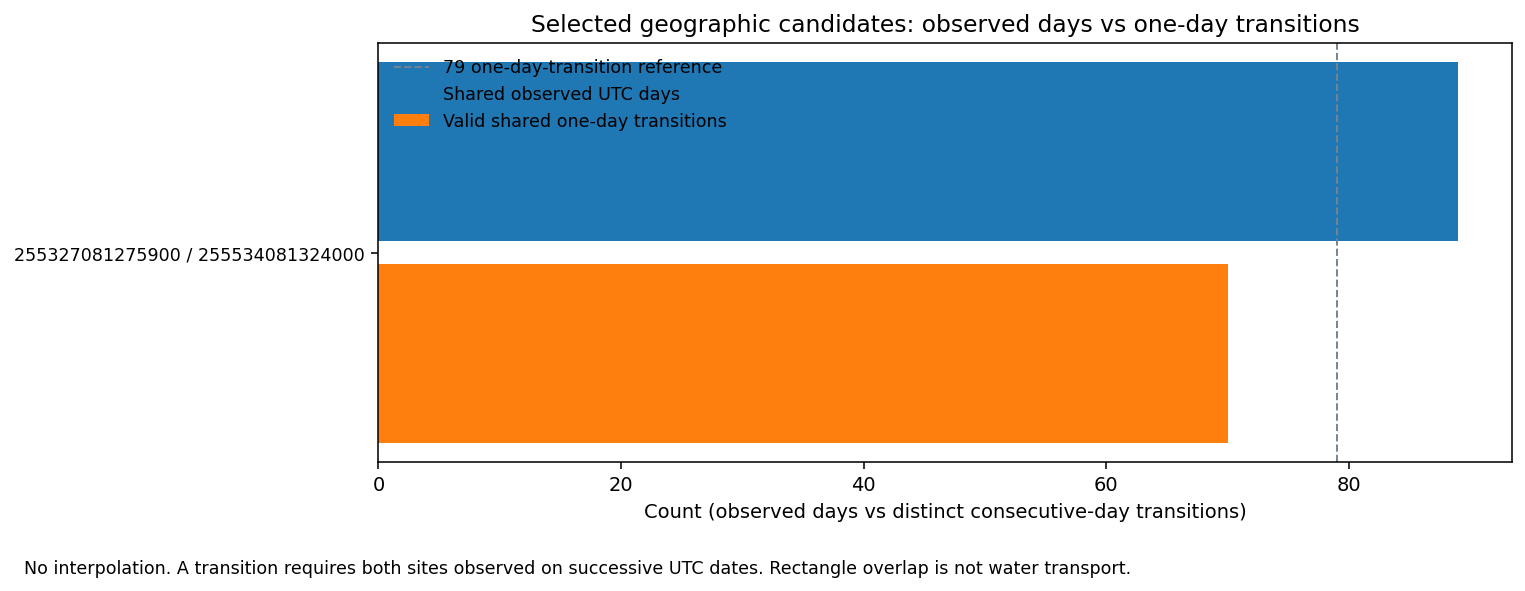 Selected geographic candidates: observed days vs one-day transitions
79 one-day-transition reference
Shared observed UTC days
Valid shared one-day transitions
255327081275900 / 255534081324000
0 20 40 60 80
Count (observed days vs distinct consecutive-day transitions)
No interpolation. A transition requires both sites observed on successive UTC dates. Rectangle overlap is not water transport.